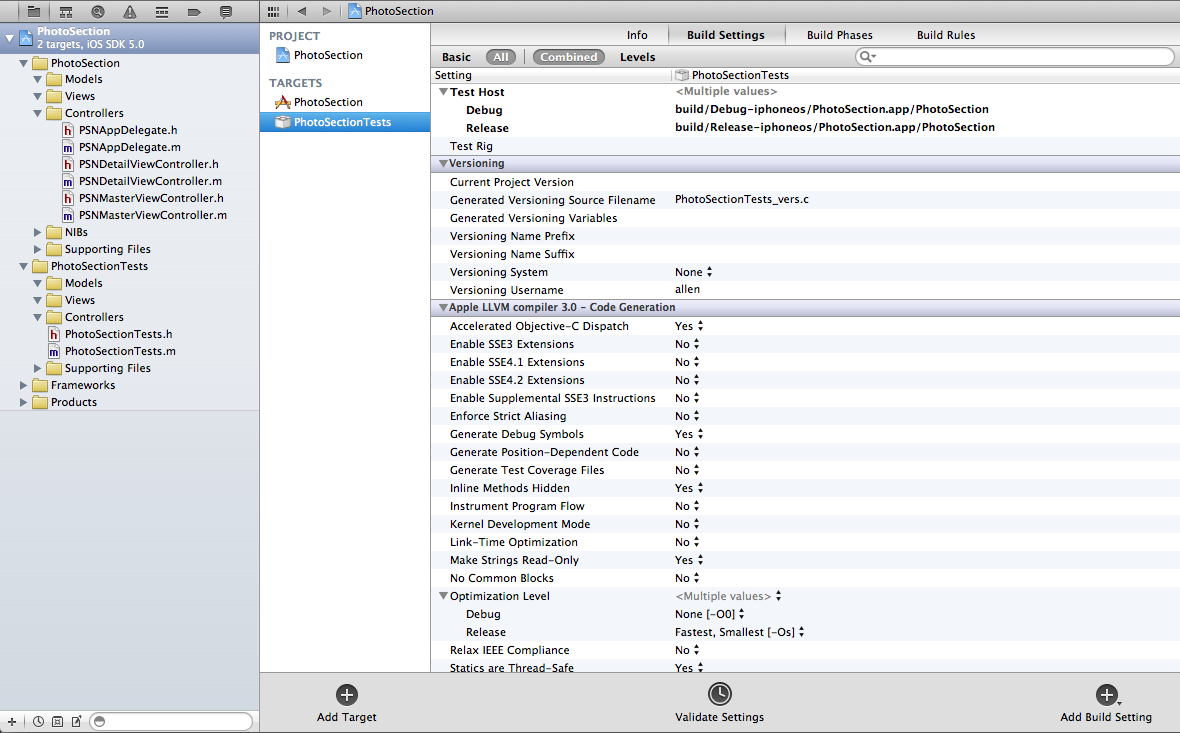 PhotoSection
PhotoSection
2 targets, iOS SDK 5.0
PhotoSection
Models
Views
Controllers
PSNAppDelegate.h
PSNAppDelegate.m
PSNDetailViewController.h
PSNDetailViewController.m
PSNMasterViewController.h
PSNMasterViewController.m
NIBs
Supporting Files
PhotoSectionTests
Models
Views
Controllers
PhotoSectionTests.h
PhotoSectionTests.m
Supporting Files
Frameworks
Products
PROJECT
PhotoSection
TARGETS
PhotoSection
PhotoSectionTests
Info Build Settings Build Phases Build Rules
Basic All Combined Levels
Setting PhotoSectionTests
Test Host <Multiple values>
Debug build/Debug-iphoneos/PhotoSection.app/PhotoSection
Release build/Release-iphoneos/PhotoSection.app/PhotoSection
Test Rig
Versioning
Current Project Version
Generated Versioning Source Filename PhotoSectionTests_vers.c
Generated Versioning Variables
Versioning Name Prefix
Versioning Name Suffix
Versioning System None
Versioning Username allen
Apple LLVM compiler 3.0 - Code Generation
Accelerated Objective-C Dispatch Yes
Enable SSE3 Extensions No
Enable SSE4.1 Extensions No
Enable SSE4.2 Extensions No
Enable Supplemental SSE3 Instructions No
Enforce Strict Aliasing No
Generate Debug Symbols Yes
Generate Position-Dependent Code No
Generate Test Coverage Files No
Inline Methods Hidden Yes
Instrument Program Flow No
Kernel Development Mode No
Link-Time Optimization No
Make Strings Read-Only Yes
No Common Blocks No
Optimization Level <Multiple values>
Debug None [-O0]
Release Fastest, Smallest [-Os]
Relax IEEE Compliance No
Statics are Thread-Safe Yes
Add Target Validate Settings Add Build Setting